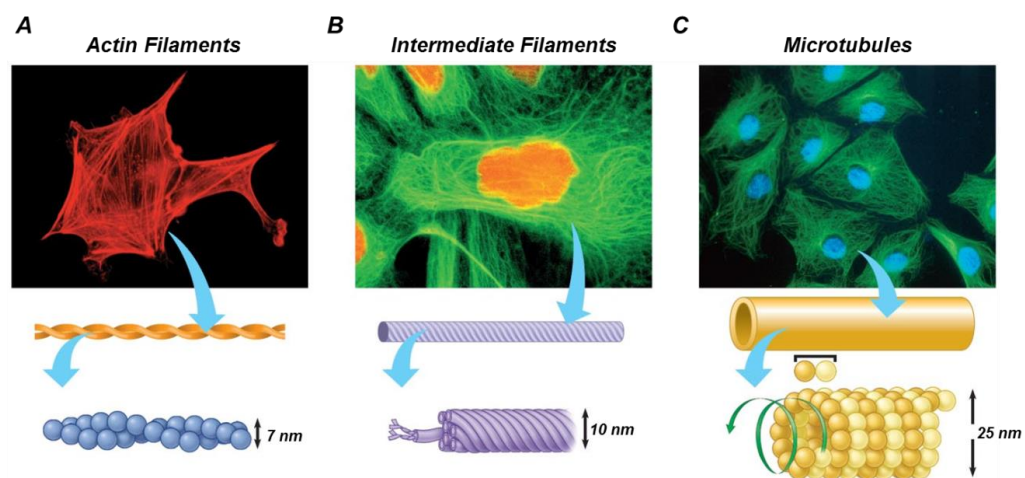 A
Actin Filaments
B
Intermediate Filaments
C
Microtubules
7 nm
10 nm
25 nm